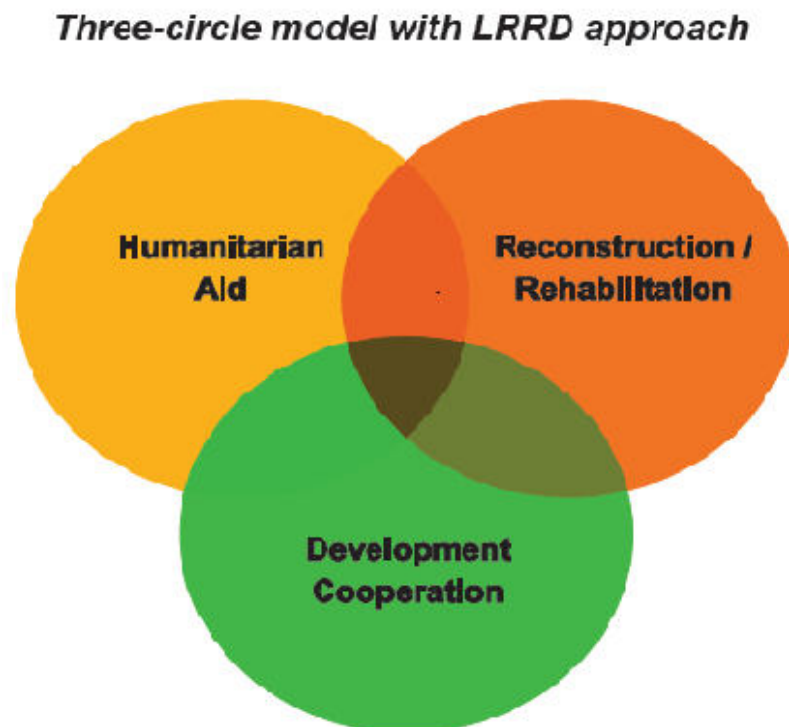 Three-circle model with LRRD approach
Humanitarian
Aid
Reconstruction /
Rehabilitation
Development
Cooperation